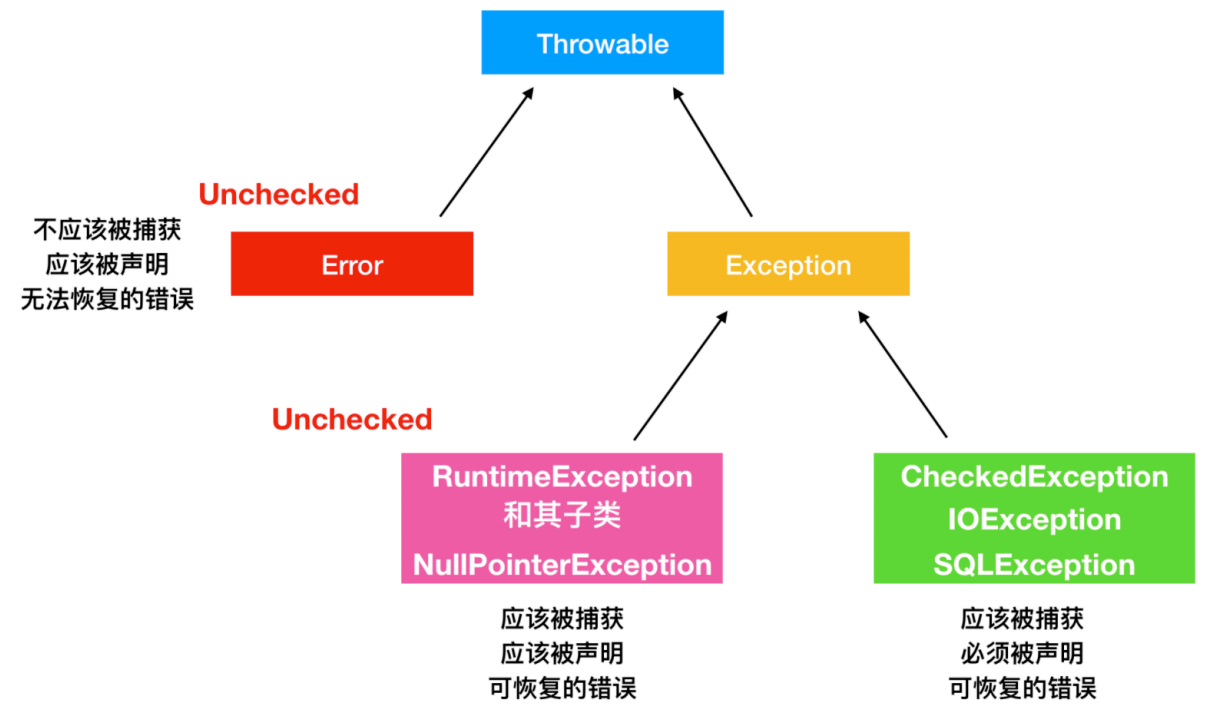 Throwable
Unchecked
不应该被捕获
应该被声明
无法恢复的错误
Error
Exception
Unchecked
RuntimeException
和其子类
NullPointerException
CheckedException
IOException
SQLException
应该被捕获
应该被声明
可恢复的错误
应该被捕获
必须被声明
可恢复的错误